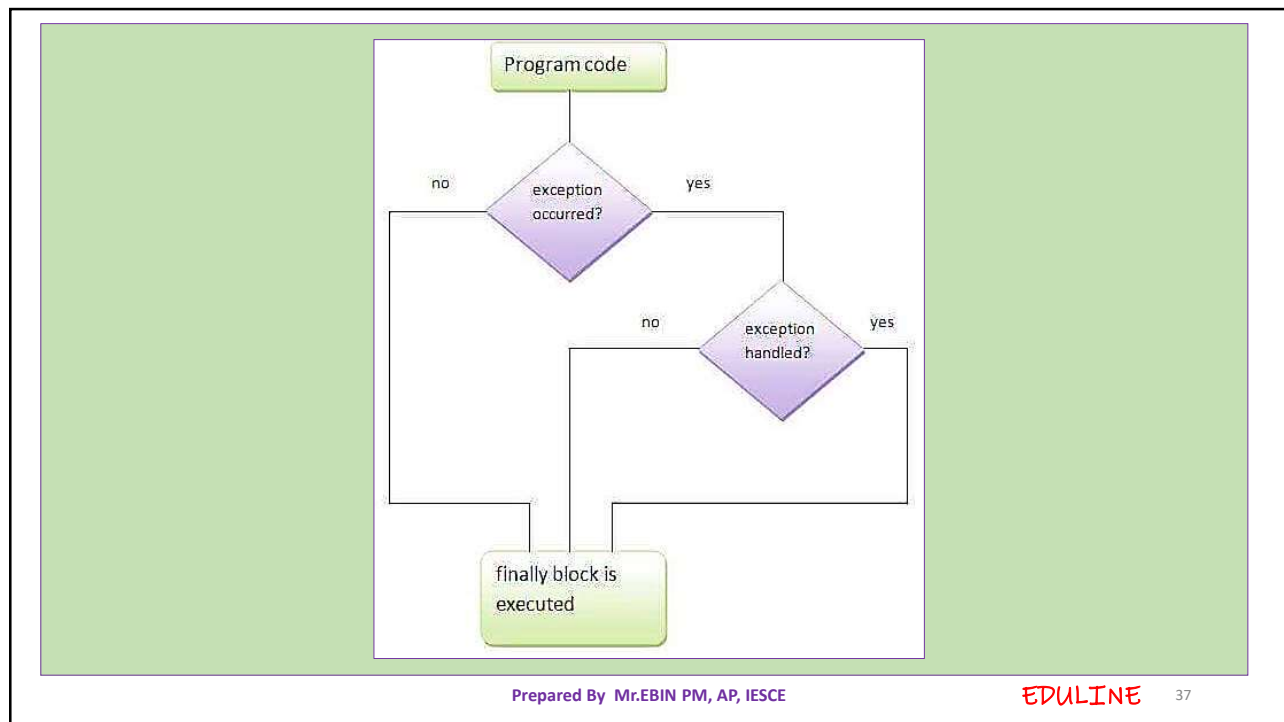 Program code
no
exception
occurred?
yes
no
exception
handled?
yes
finally block is
executed
Prepared By Mr.EBIN PM, AP, IESCE
EDULINE
37